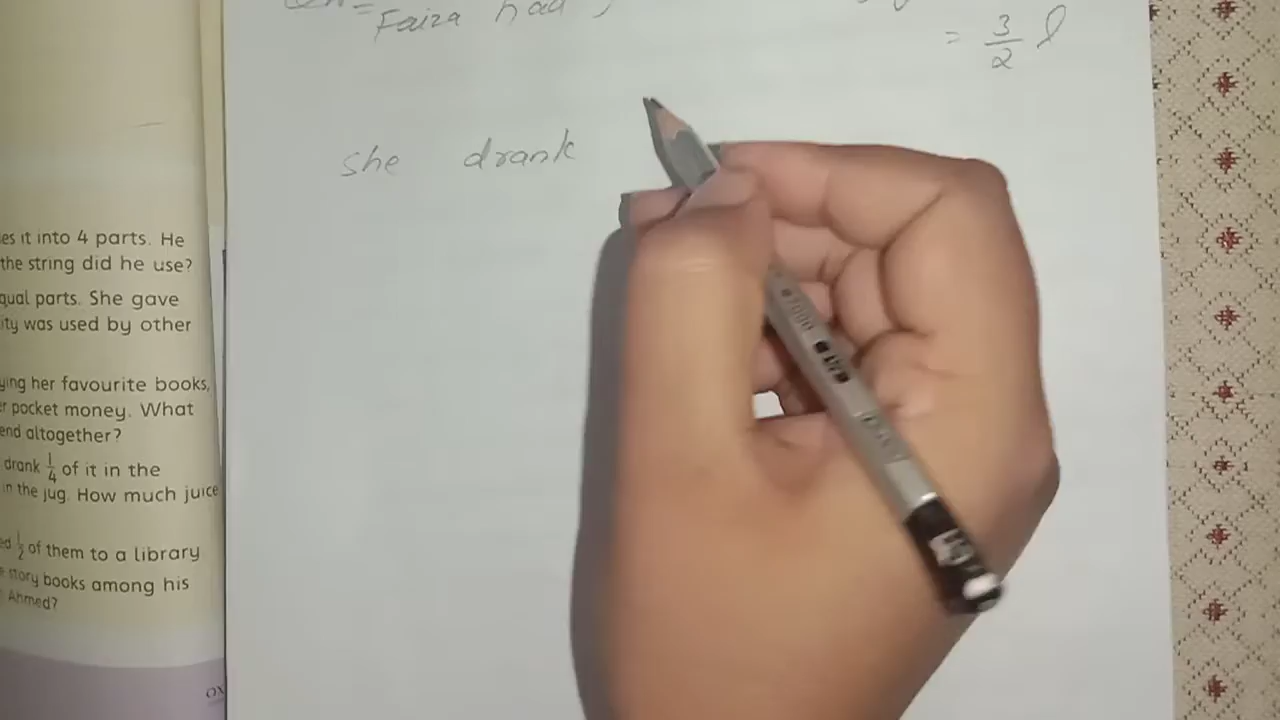 Faiza had,
= 3/2 l
she drank
es it into 4 parts. He
the string did he use?
qual parts. She gave
ity was used by other
ying her favourite books,
r pocket money. What
end altogether?
drank 1/4 of it in the
in the jug. How much juice
ed 1/2 of them to a library
story books among his
Ahmed?
OX